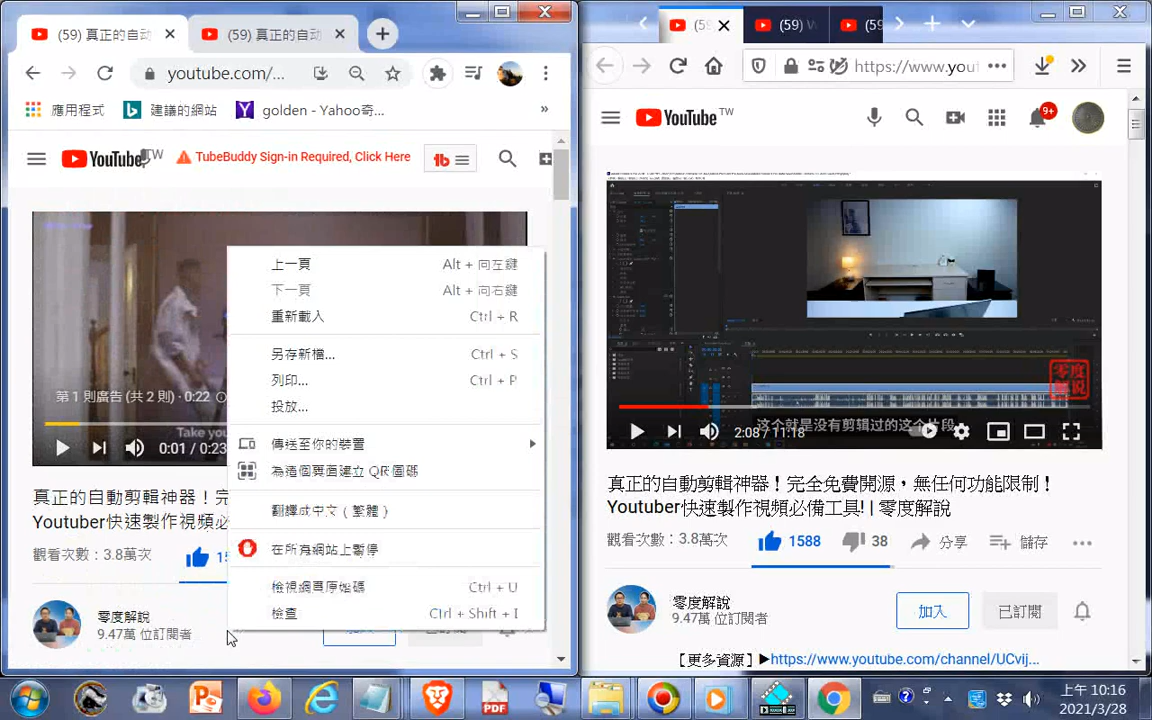 (59) 真正的自动
(59) 真正的自动
youtube.com/...
應用程式
建議的網站
golden - Yahoo奇...
»
YouTube TW
TubeBuddy Sign-in Required, Click Here
tb
上一頁 Alt + 向左鍵
下一頁 Alt + 向右鍵
重新載入 Ctrl + R
另存新檔... Ctrl + S
列印... Ctrl + P
投放...
傳送至你的裝置
為這個頁面建立 QR 圖碼
翻譯成中文（繁體）
在所有網站上暫停
檢視網頁原始碼 Ctrl + U
檢查 Ctrl + Shift + I
第 1 則廣告 (共 2 則) · 0:22
Take you
0:01 / 0:23
真正的自動剪輯神器！完
Youtuber快速製作視頻必
觀看次數：3.8萬次
15
零度解說
9.47萬 位訂閱者
(59
(59) V
(59
https://www.you
YouTube TW
9+
零度
解说
这个就是没有剪辑过的这个片段
2:08 / 11:18
真正的自動剪輯神器！完全免費開源，無任何功能限制！
Youtuber快速製作視頻必備工具! | 零度解說
觀看次數：3.8萬次
1588
38
分享
儲存
零度解說
9.47萬 位訂閱者
加入
已訂閱
【更多資源】▶https://www.youtube.com/channel/UCvij...
PDF
上午 10:16
2021/3/28